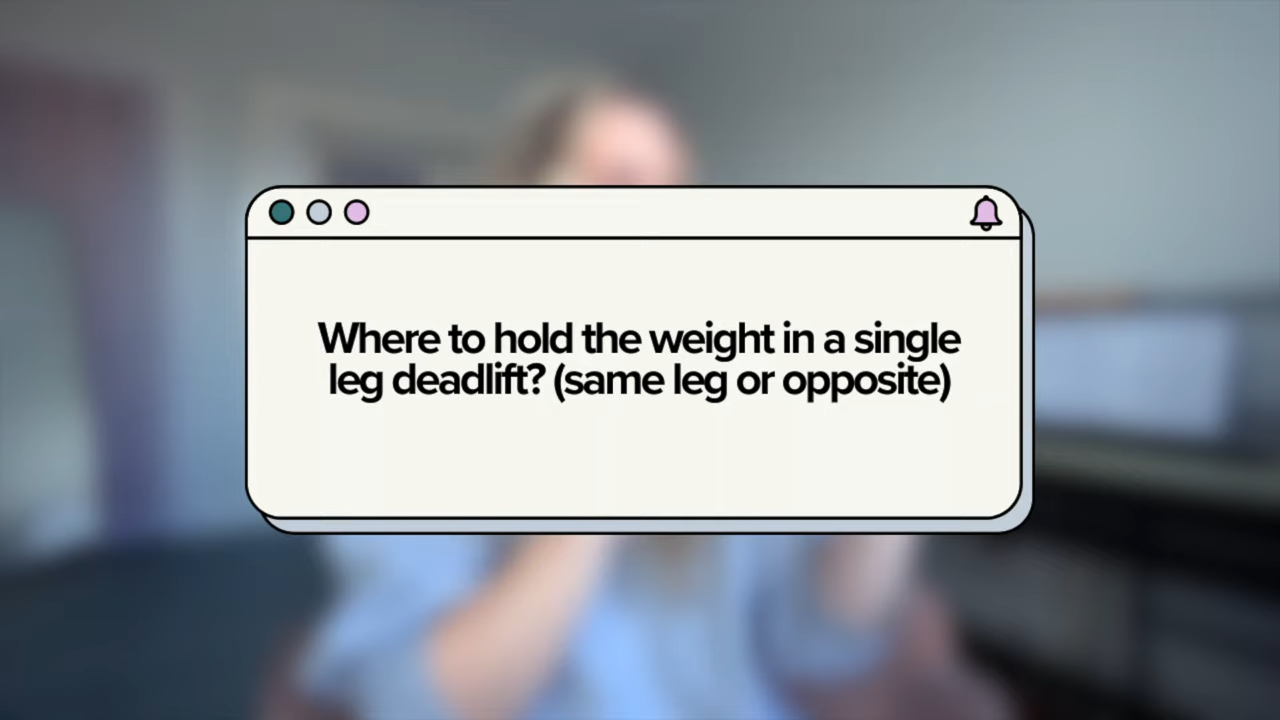 Where to hold the weight in a single
leg deadlift? (same leg or opposite)